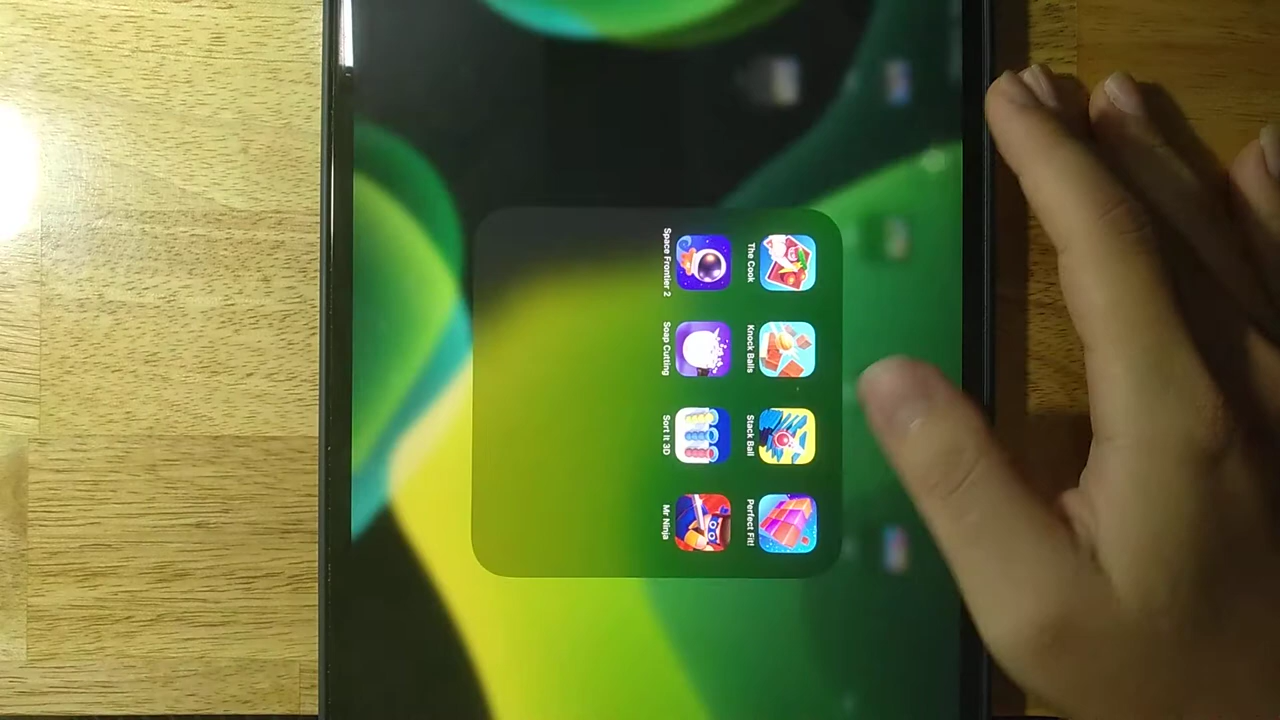 The Cook
Knock Balls
Stack Ball
Perfect Fit!
Space Frontier 2
Soap Cutting
Sort It 3D
Mr Ninja